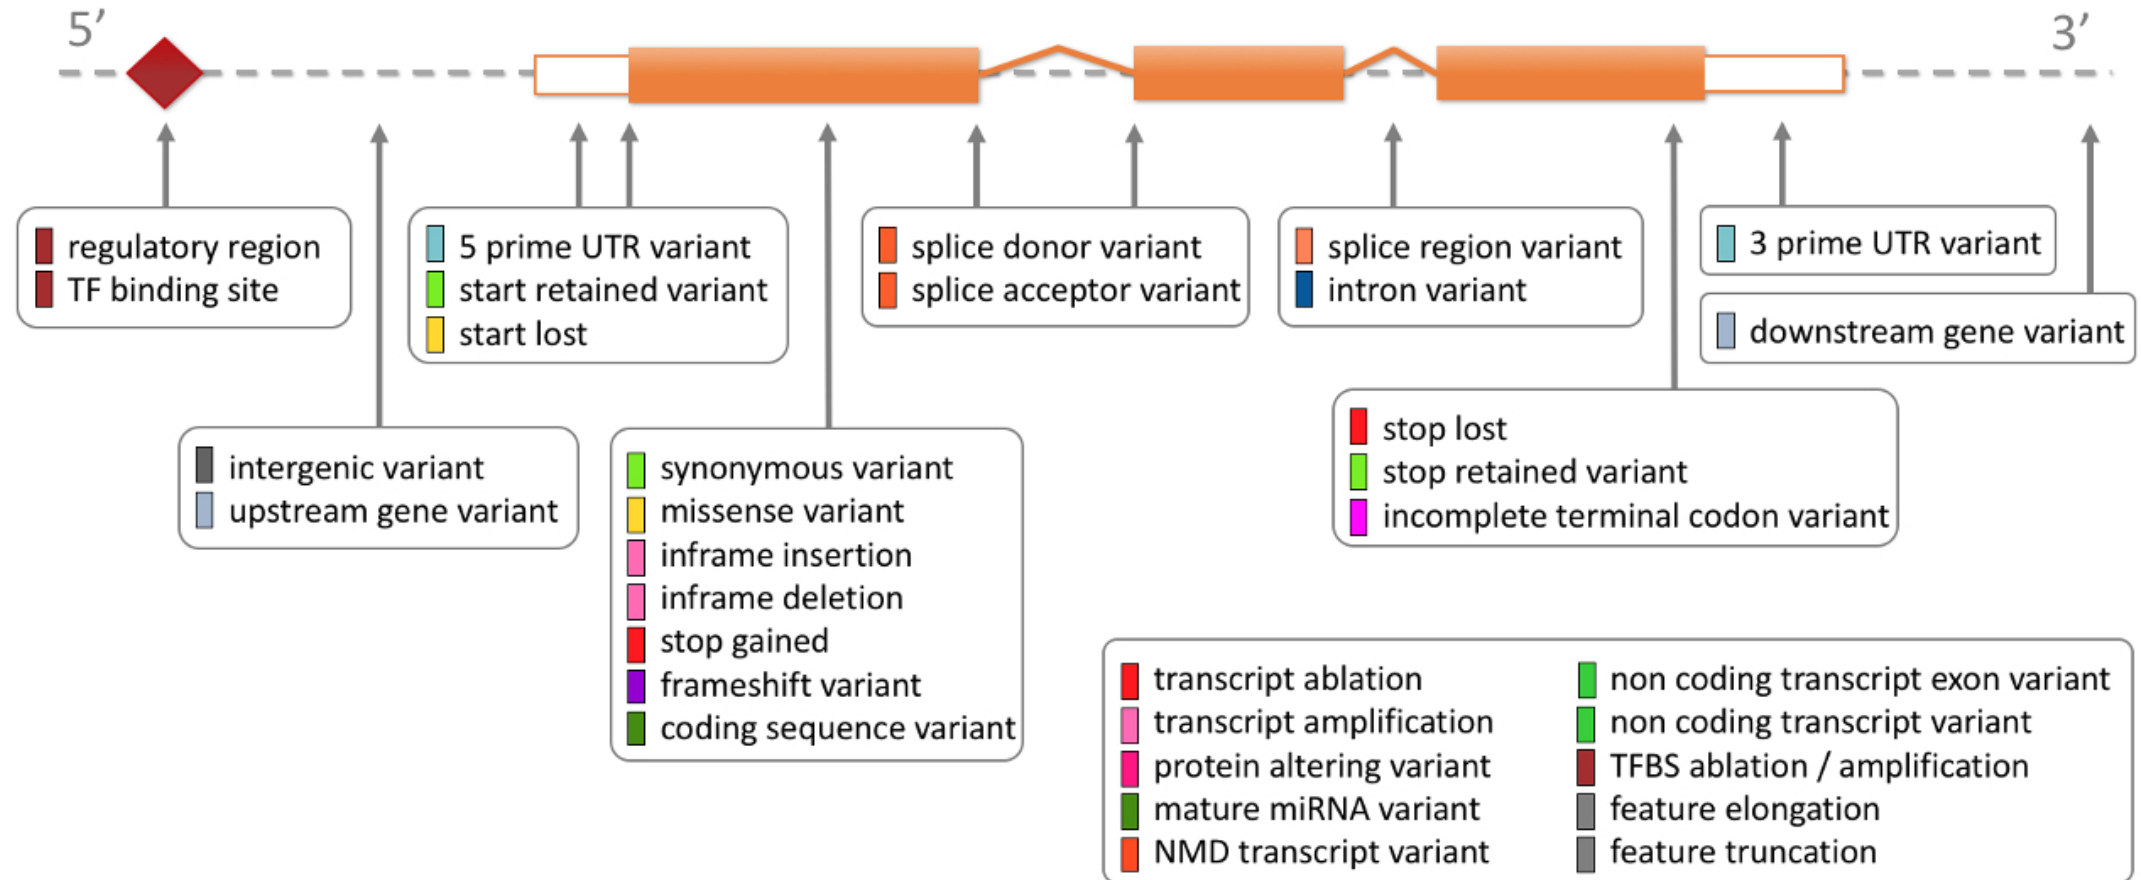 5′
3′
regulatory region
TF binding site
5 prime UTR variant
start retained variant
start lost
splice donor variant
splice acceptor variant
splice region variant
intron variant
3 prime UTR variant
downstream gene variant
intergenic variant
upstream gene variant
synonymous variant
missense variant
inframe insertion
inframe deletion
stop gained
frameshift variant
coding sequence variant
stop lost
stop retained variant
incomplete terminal codon variant
transcript ablation
transcript amplification
protein altering variant
mature miRNA variant
NMD transcript variant
non coding transcript exon variant
non coding transcript variant
TFBS ablation / amplification
feature elongation
feature truncation